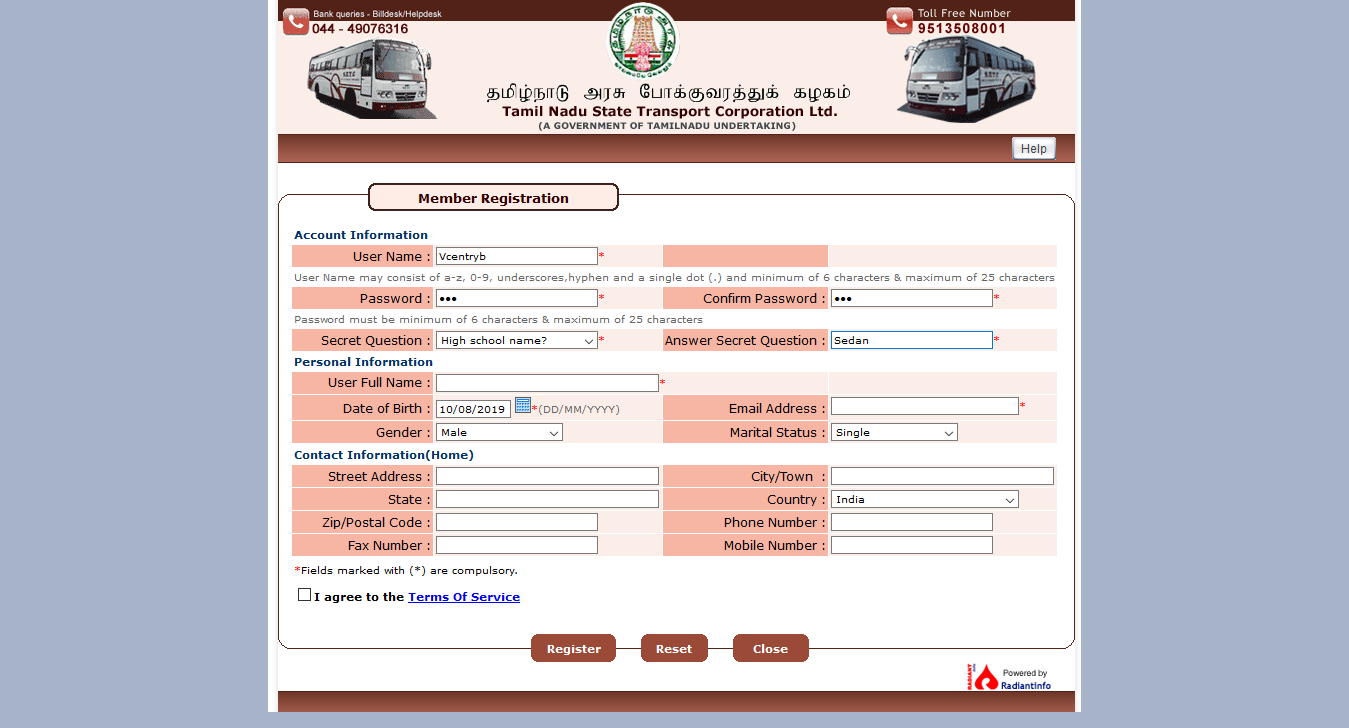 Bank queries - Billdesk/Helpdesk
044 - 49076316
Toll Free Number
9513508001
தமிழ்நாடு அரசு போக்குவரத்துக் கழகம்
Tamil Nadu State Transport Corporation Ltd.
(A GOVERNMENT OF TAMILNADU UNDERTAKING)
Help
Member Registration
Account Information
User Name : Vcentryb *
User Name may consist of a-z, 0-9, underscores,hyphen and a single dot (.) and minimum of 6 characters & maximum of 25 characters
Password : ●●● * Confirm Password : ●●● *
Password must be minimum of 6 characters & maximum of 25 characters
Secret Question : High school name? * Answer Secret Question : Sedan *
Personal Information
User Full Name : *
Date of Birth : 10/08/2019 *(DD/MM/YYYY) Email Address : *
Gender : Male Marital Status : Single
Contact Information(Home)
Street Address : City/Town :
State : Country : India
Zip/Postal Code : Phone Number :
Fax Number : Mobile Number :
*Fields marked with (*) are compulsory.
I agree to the Terms Of Service
Register Reset Close
RADIANT
Powered by
RadiantInfo